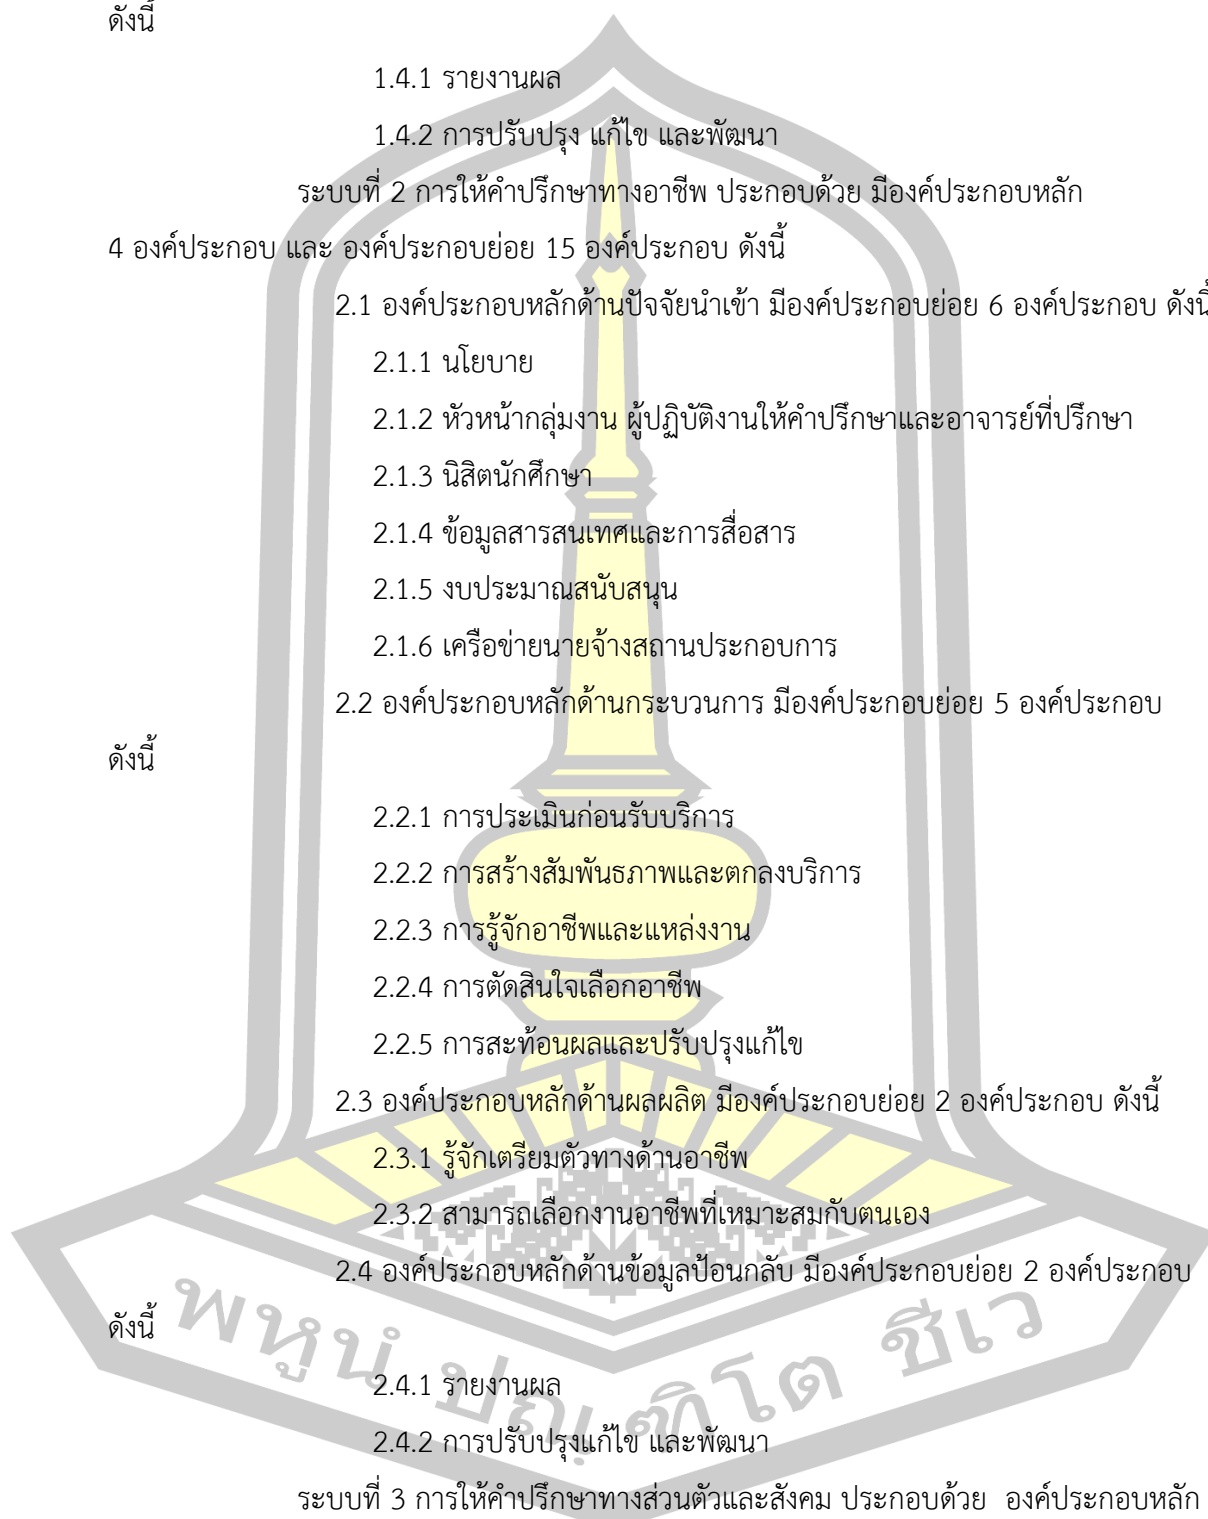 ดังนี้
1.4.1 รายงานผล
1.4.2 การปรับปรุง แก้ไข และพัฒนา
ระบบที่ 2 การให้คำปรึกษาทางอาชีพ ประกอบด้วย มีองค์ประกอบหลัก
4 องค์ประกอบ และ องค์ประกอบย่อย 15 องค์ประกอบ ดังนี้
2.1 องค์ประกอบหลักด้านปัจจัยนำเข้า มีองค์ประกอบย่อย 6 องค์ประกอบ ดังนี้
2.1.1 นโยบาย
2.1.2 หัวหน้ากลุ่มงาน ผู้ปฏิบัติงานให้คำปรึกษาและอาจารย์ที่ปรึกษา
2.1.3 นิสิตนักศึกษา
2.1.4 ข้อมูลสารสนเทศและการสื่อสาร
2.1.5 งบประมาณสนับสนุน
2.1.6 เครือข่ายนายจ้างสถานประกอบการ
2.2 องค์ประกอบหลักด้านกระบวนการ มีองค์ประกอบย่อย 5 องค์ประกอบ
ดังนี้
2.2.1 การประเมินก่อนรับบริการ
2.2.2 การสร้างสัมพันธภาพและตกลงบริการ
2.2.3 การรู้จักอาชีพและแหล่งงาน
2.2.4 การตัดสินใจเลือกอาชีพ
2.2.5 การสะท้อนผลและปรับปรุงแก้ไข
2.3 องค์ประกอบหลักด้านผลผลิต มีองค์ประกอบย่อย 2 องค์ประกอบ ดังนี้
2.3.1 รู้จักเตรียมตัวทางด้านอาชีพ
2.3.2 สามารถเลือกงานอาชีพที่เหมาะสมกับตนเอง
2.4 องค์ประกอบหลักด้านข้อมูลป้อนกลับ มีองค์ประกอบย่อย 2 องค์ประกอบ
ดังนี้
พหูนํ ปณฺฑิโต ชีเว
2.4.1 รายงานผล
2.4.2 การปรับปรุงแก้ไข และพัฒนา
ระบบที่ 3 การให้คำปรึกษาทางส่วนตัวและสังคม ประกอบด้วย องค์ประกอบหลัก